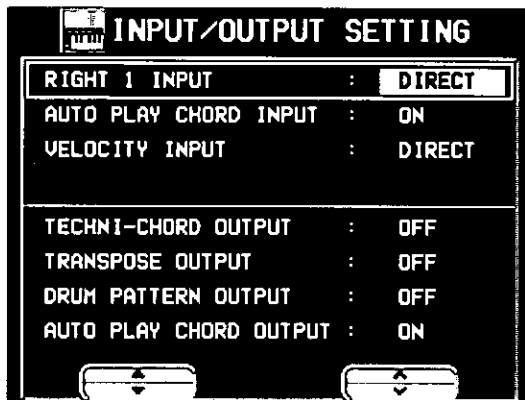 INPUT/OUTPUT SETTING
RIGHT 1 INPUT : DIRECT
AUTO PLAY CHORD INPUT : ON
VELOCITY INPUT : DIRECT
TECHNI-CHORD OUTPUT : OFF
TRANSPOSE OUTPUT : OFF
DRUM PATTERN OUTPUT : OFF
AUTO PLAY CHORD OUTPUT : ON